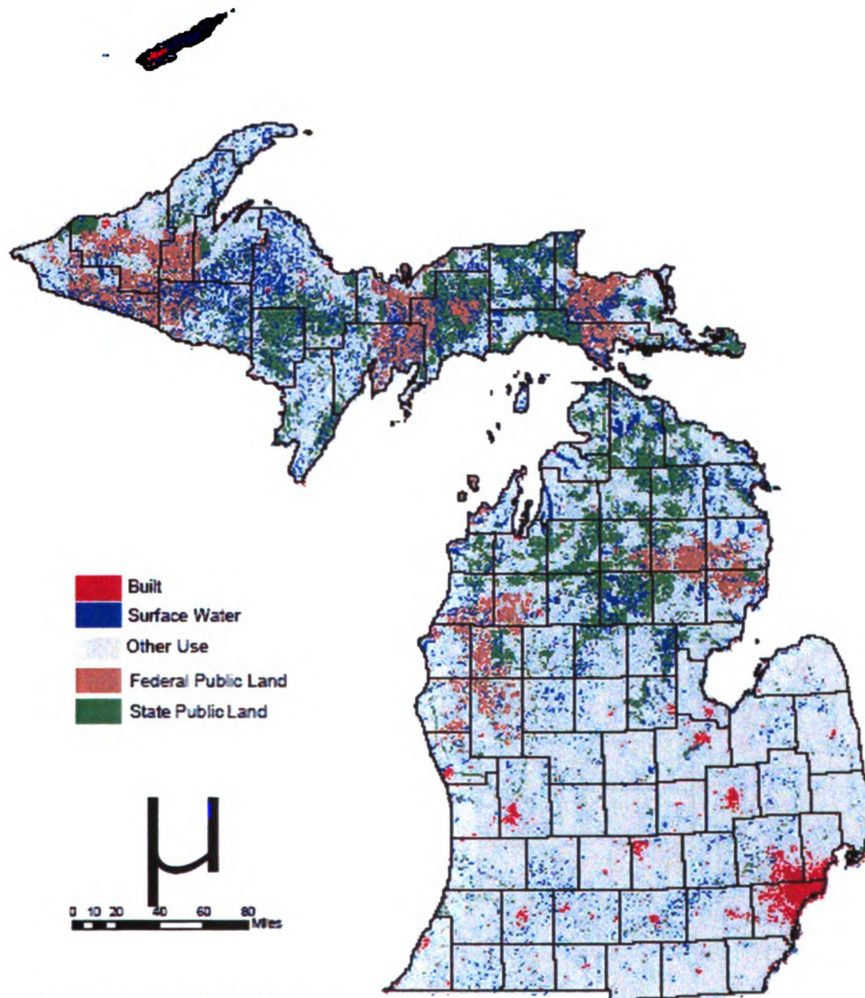 Built
Surface Water
Other Use
Federal Public Land
State Public Land
µ
0 10 20 40 60 80
Miles